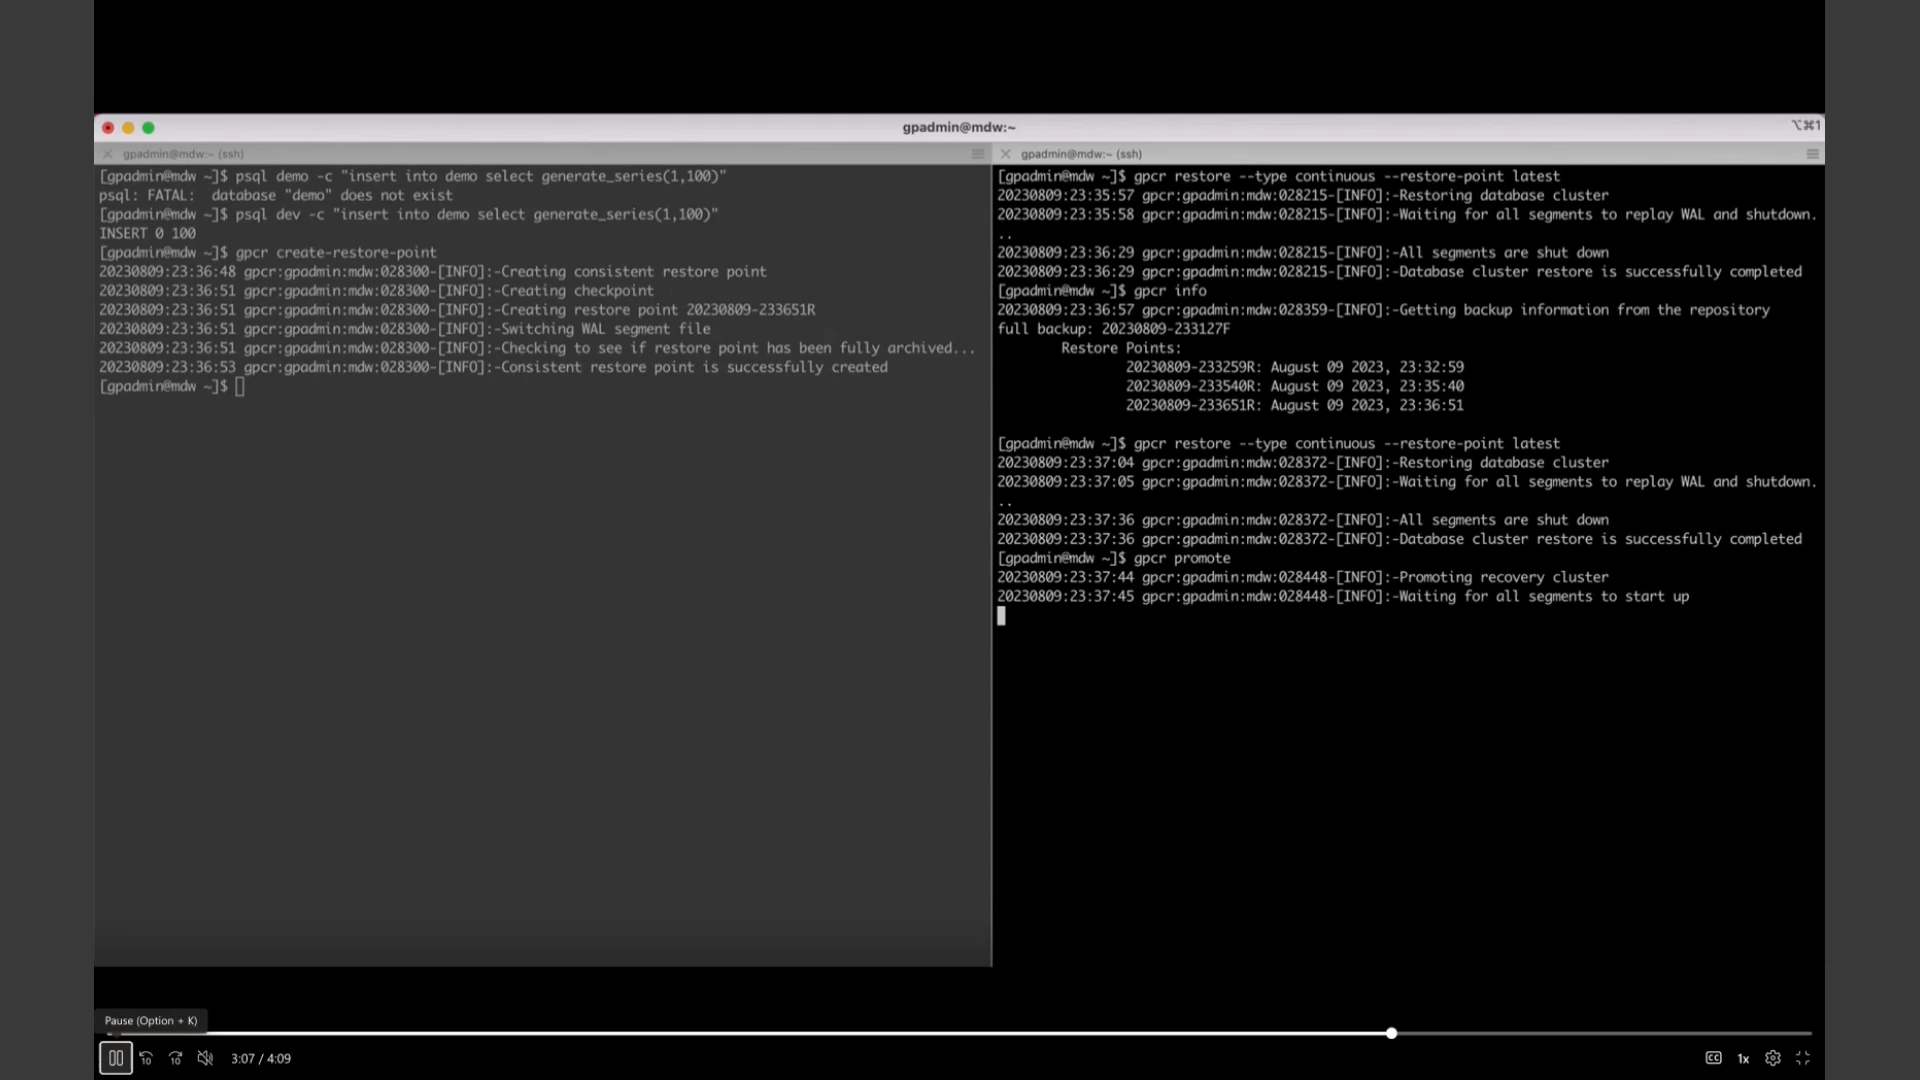 gpadmin@mdw:~
⌥⌘1
gpadmin@mdw:~ (ssh)
[gpadmin@mdw ~]$ psql demo -c "insert into demo select generate_series(1,100)"
psql: FATAL:  database "demo" does not exist
[gpadmin@mdw ~]$ psql dev -c "insert into demo select generate_series(1,100)"
INSERT 0 100
[gpadmin@mdw ~]$ gpcr create-restore-point
20230809:23:36:48 gpcr:gpadmin:mdw:028300-[INFO]:-Creating consistent restore point
20230809:23:36:51 gpcr:gpadmin:mdw:028300-[INFO]:-Creating checkpoint
20230809:23:36:51 gpcr:gpadmin:mdw:028300-[INFO]:-Creating restore point 20230809-233651R
20230809:23:36:51 gpcr:gpadmin:mdw:028300-[INFO]:-Switching WAL segment file
20230809:23:36:51 gpcr:gpadmin:mdw:028300-[INFO]:-Checking to see if restore point has been fully archived...
20230809:23:36:53 gpcr:gpadmin:mdw:028300-[INFO]:-Consistent restore point is successfully created
[gpadmin@mdw ~]$
gpadmin@mdw:~ (ssh)
[gpadmin@mdw ~]$ gpcr restore --type continuous --restore-point latest
20230809:23:35:57 gpcr:gpadmin:mdw:028215-[INFO]:-Restoring database cluster
20230809:23:35:58 gpcr:gpadmin:mdw:028215-[INFO]:-Waiting for all segments to replay WAL and shutdown.
..
20230809:23:36:29 gpcr:gpadmin:mdw:028215-[INFO]:-All segments are shut down
20230809:23:36:29 gpcr:gpadmin:mdw:028215-[INFO]:-Database cluster restore is successfully completed
[gpadmin@mdw ~]$ gpcr info
20230809:23:36:57 gpcr:gpadmin:mdw:028359-[INFO]:-Getting backup information from the repository
full backup: 20230809-233127F
Restore Points:
20230809-233259R: August 09 2023, 23:32:59
20230809-233540R: August 09 2023, 23:35:40
20230809-233651R: August 09 2023, 23:36:51
[gpadmin@mdw ~]$ gpcr restore --type continuous --restore-point latest
20230809:23:37:04 gpcr:gpadmin:mdw:028372-[INFO]:-Restoring database cluster
20230809:23:37:05 gpcr:gpadmin:mdw:028372-[INFO]:-Waiting for all segments to replay WAL and shutdown.
..
20230809:23:37:36 gpcr:gpadmin:mdw:028372-[INFO]:-All segments are shut down
20230809:23:37:36 gpcr:gpadmin:mdw:028372-[INFO]:-Database cluster restore is successfully completed
[gpadmin@mdw ~]$ gpcr promote
20230809:23:37:44 gpcr:gpadmin:mdw:028448-[INFO]:-Promoting recovery cluster
20230809:23:37:45 gpcr:gpadmin:mdw:028448-[INFO]:-Waiting for all segments to start up
Pause (Option + K)
10
10
3:07 / 4:09
CC
1x